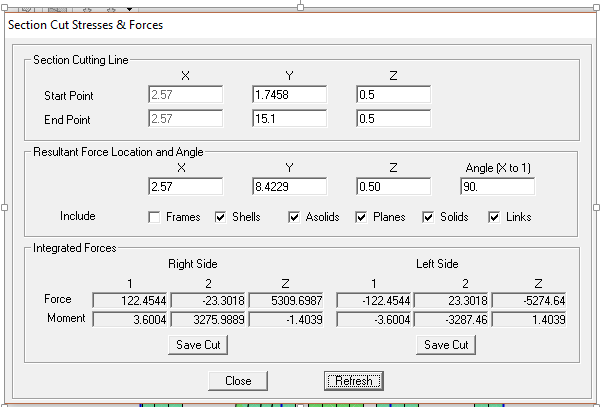 Section Cut Stresses & Forces
Section Cutting Line
X Y Z
Start Point 2.57 1.7458 0.5
End Point 2.57 15.1 0.5
Resultant Force Location and Angle
X Y Z Angle (X to 1)
2.57 8.4229 0.50 90.
Include Frames Shells Asolids Planes Solids Links
Integrated Forces
Right Side Left Side
1 2 Z 1 2 Z
Force 122.4544 -23.3018 5309.6987 -122.4544 23.3018 -5274.64
Moment 3.6004 3275.9889 -1.4039 -3.6004 -3287.46 1.4039
Save Cut Save Cut
Close Refresh